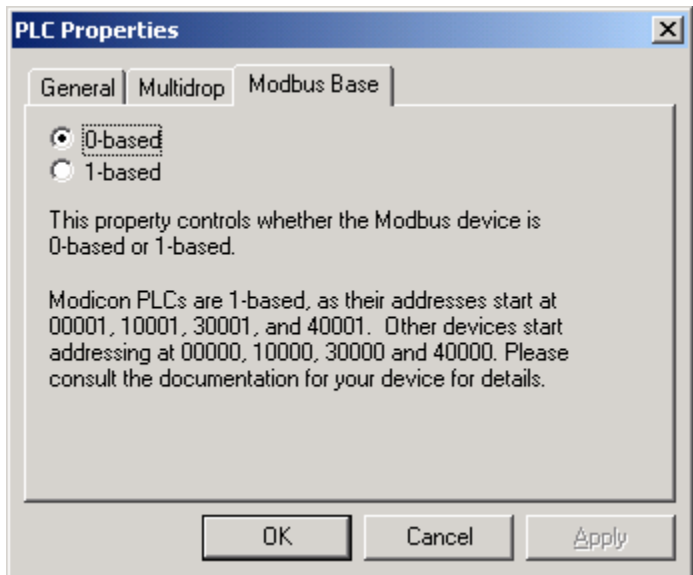 PLC Properties
General Multidrop Modbus Base
0-based
1-based
This property controls whether the Modbus device is
0-based or 1-based.
Modicon PLCs are 1-based, as their addresses start at
00001, 10001, 30001, and 40001.  Other devices start
addressing at 00000, 10000, 30000 and 40000. Please
consult the documentation for your device for details.
OK Cancel Apply